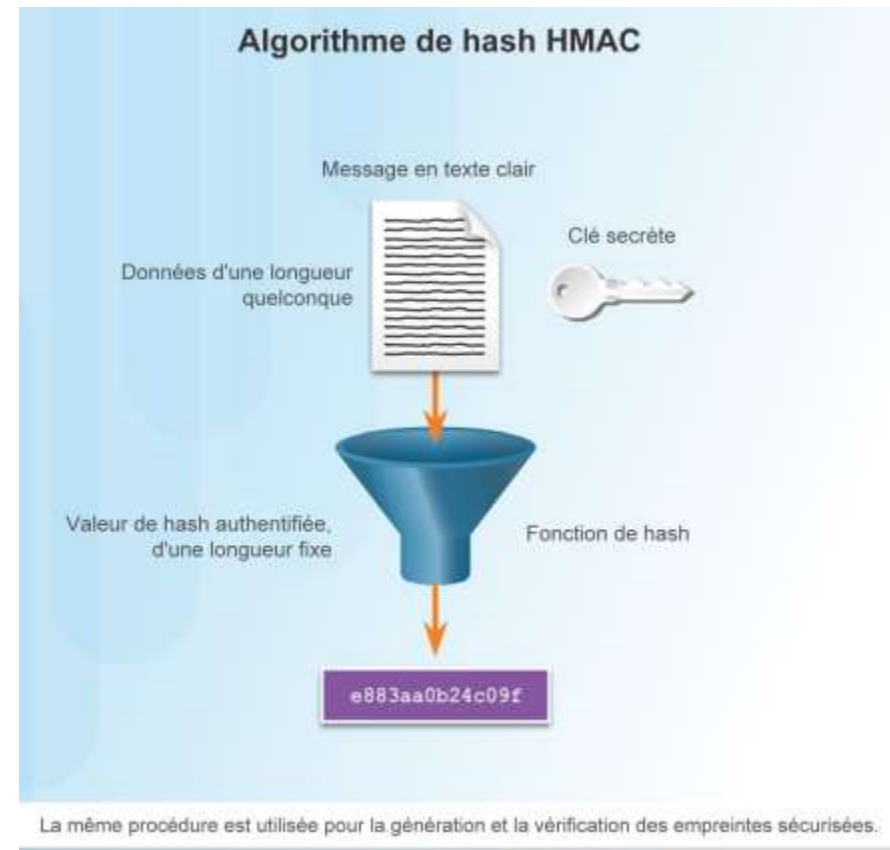 Algorithme de hash HMAC
Message en texte clair
Clé secrète
Données d'une longueur
quelconque
Valeur de hash authentifiée,
d'une longueur fixe
Fonction de hash
e883aa0b24c09f
La même procédure est utilisée pour la génération et la vérification des empreintes sécurisées.